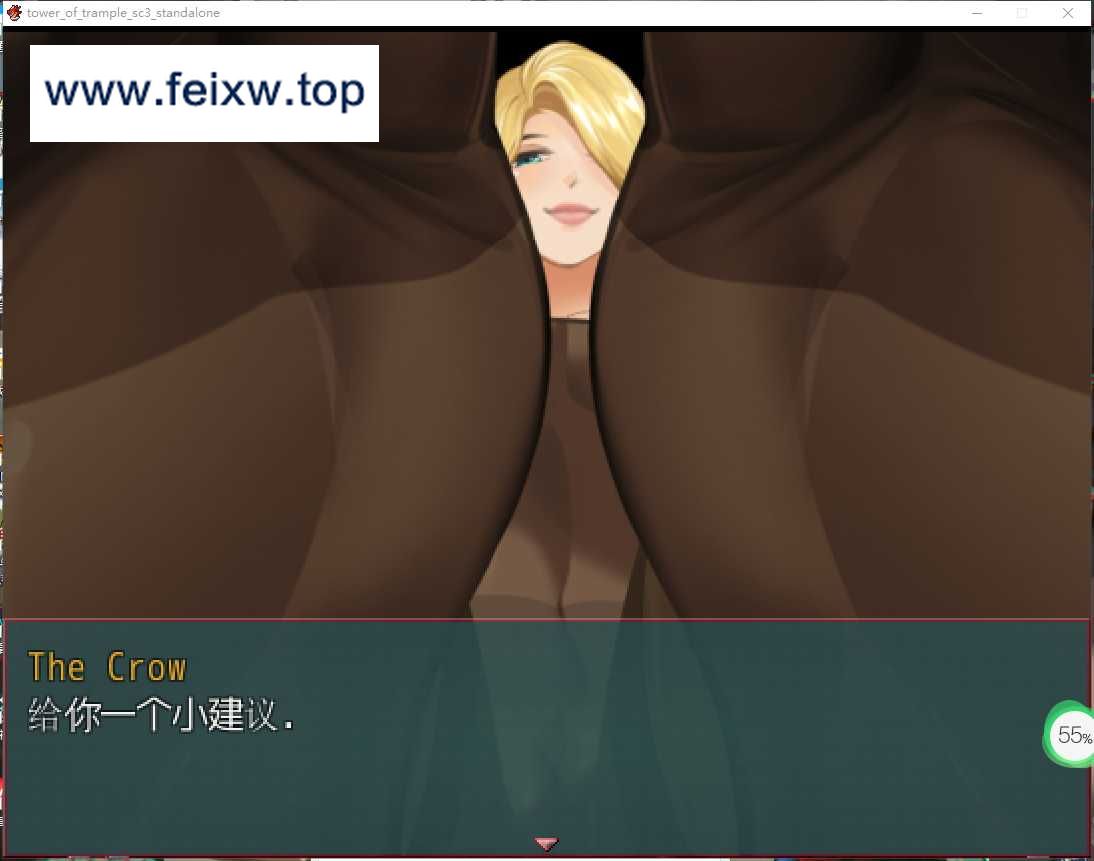 tower_of_trample_sc3_standalone
www.feixw.top
The Crow
给你一个小建议.
55%